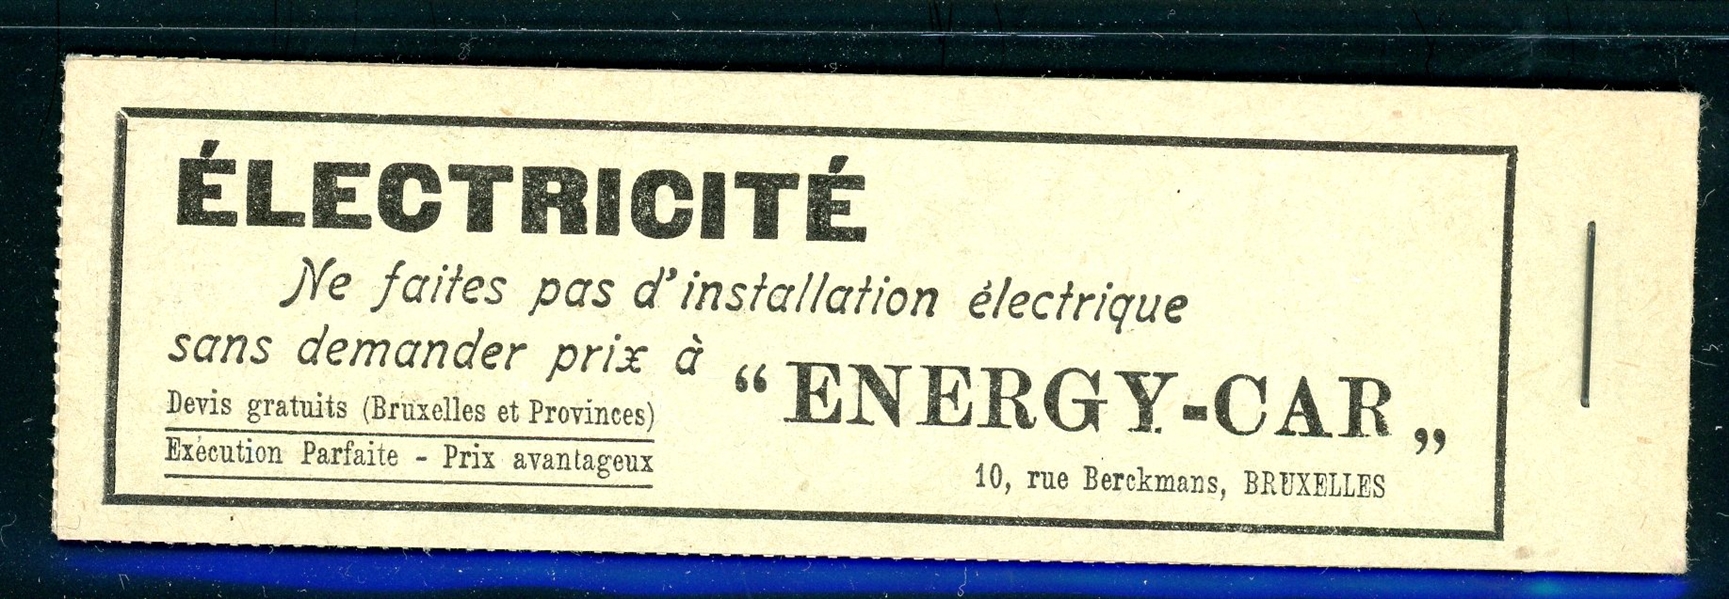 ÉLECTRICITÉ
Ne faites pas d'installation électrique
sans demander prix à
“ENERGY-CAR„
Devis gratuits (Bruxelles et Provinces)
Exécution Parfaite - Prix avantageux
10, rue Berckmans, BRUXELLES